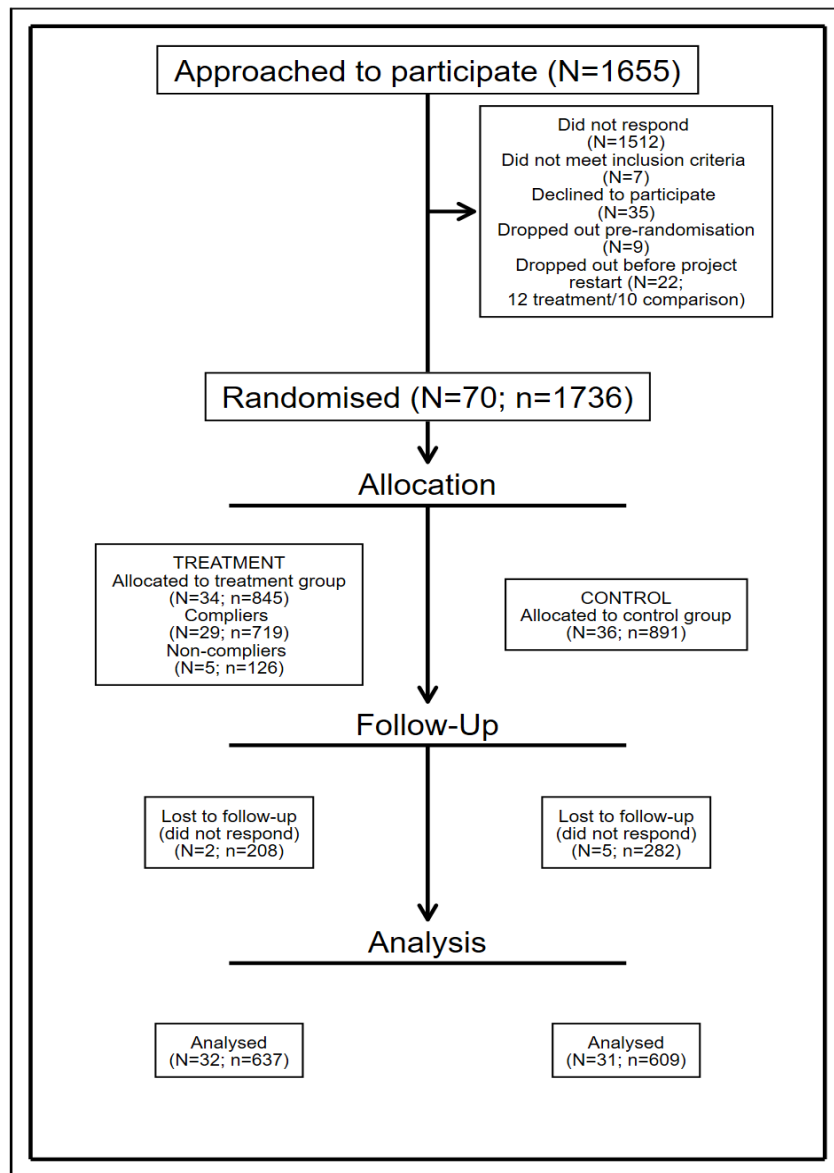 Approached to participate (N=1655)
Did not respond
(N=1512)
Did not meet inclusion criteria
(N=7)
Declined to participate
(N=35)
Dropped out pre-randomisation
(N=9)
Dropped out before project
restart (N=22;
12 treatment/10 comparison)
Randomised (N=70; n=1736)
Allocation
TREATMENT
Allocated to treatment group
(N=34; n=845)
Compliers
(N=29; n=719)
Non-compliers
(N=5; n=126)
CONTROL
Allocated to control group
(N=36; n=891)
Follow-Up
Lost to follow-up
(did not respond)
(N=2; n=208)
Lost to follow-up
(did not respond)
(N=5; n=282)
Analysis
Analysed
(N=32; n=637)
Analysed
(N=31; n=609)